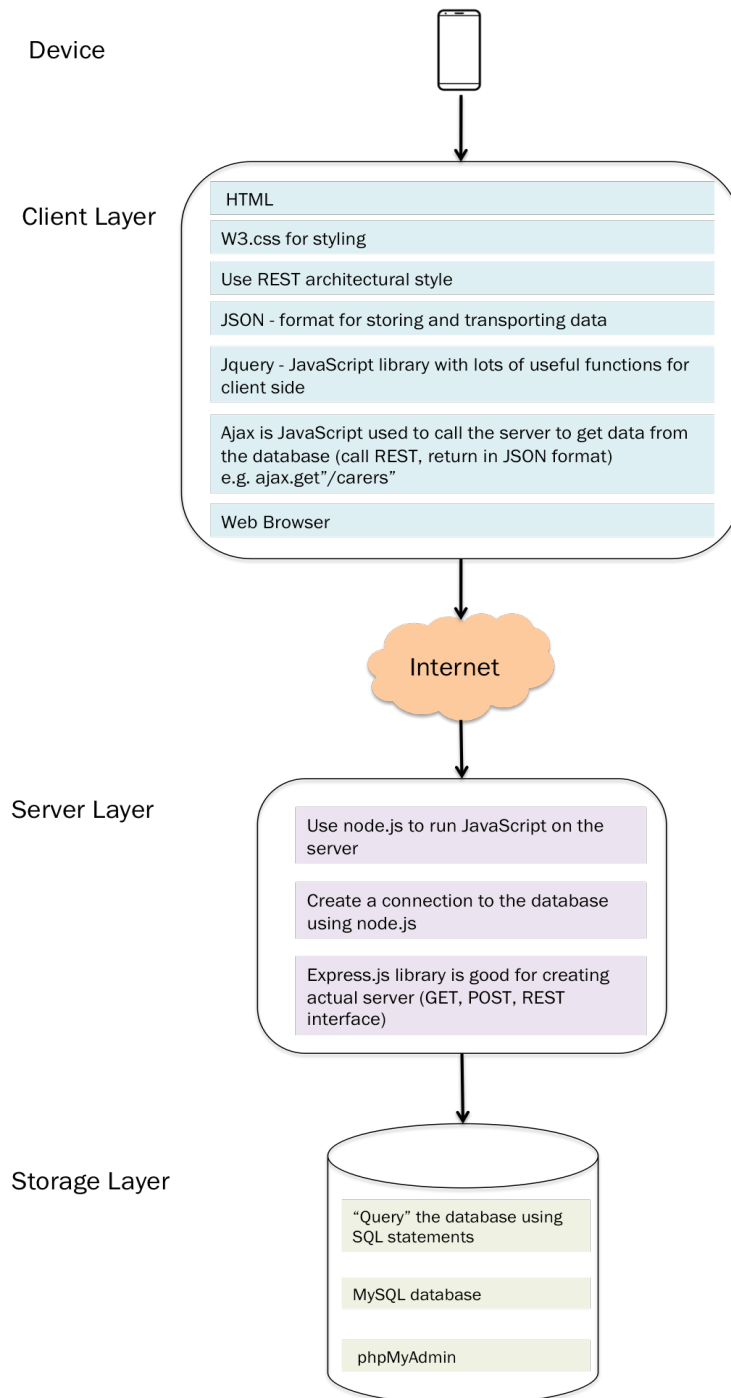 Device
Client Layer
HTML
W3.css for styling
Use REST architectural style
JSON - format for storing and transporting data
Jquery - JavaScript library with lots of useful functions for
client side
Ajax is JavaScript used to call the server to get data from
the database (call REST, return in JSON format)
e.g. ajax.get”/carers”
Web Browser
Internet
Server Layer
Use node.js to run JavaScript on the
server
Create a connection to the database
using node.js
Express.js library is good for creating
actual server (GET, POST, REST
interface)
Storage Layer
“Query” the database using
SQL statements
MySQL database
phpMyAdmin